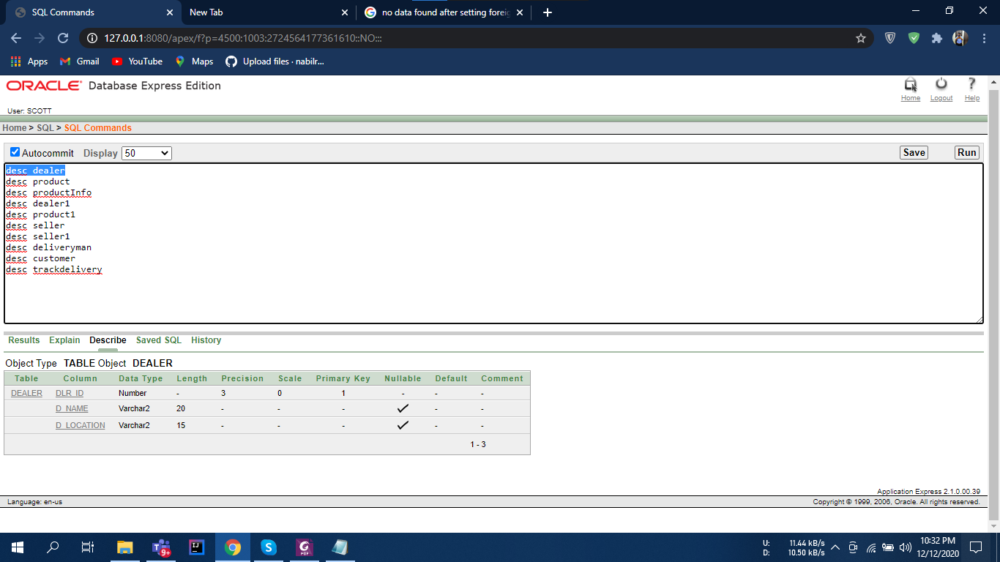 SQL Commands
New Tab
no data found after setting foreig
127.0.0.1:8080/apex/f?p=4500:1003:2724564177361610::NO:::
Apps Gmail YouTube Maps Upload files · nabilr...
ORACLE Database Express Edition
Home Logout Help
User: SCOTT
Home > SQL > SQL Commands
Autocommit Display 50 Save Run
desc dealer
desc product
desc productInfo
desc dealer1
desc product1
desc seller
desc seller1
desc deliveryman
desc customer
desc trackdelivery
Results Explain Describe Saved SQL History
Object Type TABLE Object DEALER
Table Column Data Type Length Precision Scale Primary Key Nullable Default Comment
DEALER DLR_ID Number - 3 0 1 - - -
D_NAME Varchar2 20 - - - - -
D_LOCATION Varchar2 15 - - - - -
1 - 3
Application Express 2.1.0.00.39
Language: en-us Copyright © 1999, 2006, Oracle. All rights reserved.
U: 11.44 kB/s
D: 10.50 kB/s
10:32 PM
12/12/2020
9+